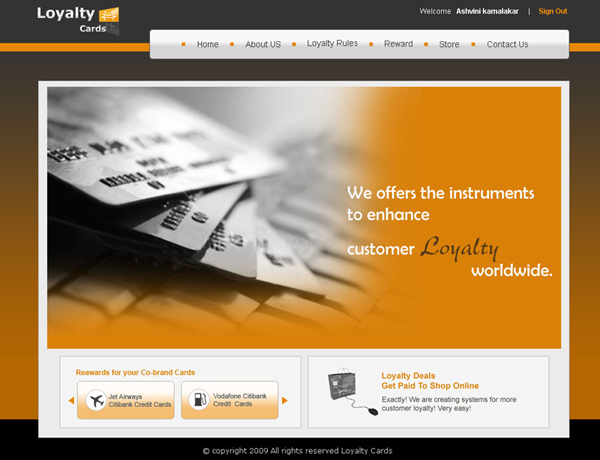 Loyalty
Cards
Welcome Ashvini kamalakar | Sign Out
Home About US Loyalty Rules Reward Store Contact Us
We offers the instruments
to enhance
customer Loyalty
worldwide.
Reawards for your Co-brand Cards
Jet Airways
Citibank Credit Cards
Vodafone Citibank
Credit Cards
Loyalty Deals
Get Paid To Shop Online
Exactly! We are creating systems for more
customer loyalty! Very easy!
© copyright 2009 All rights reserved Loyalty Cards